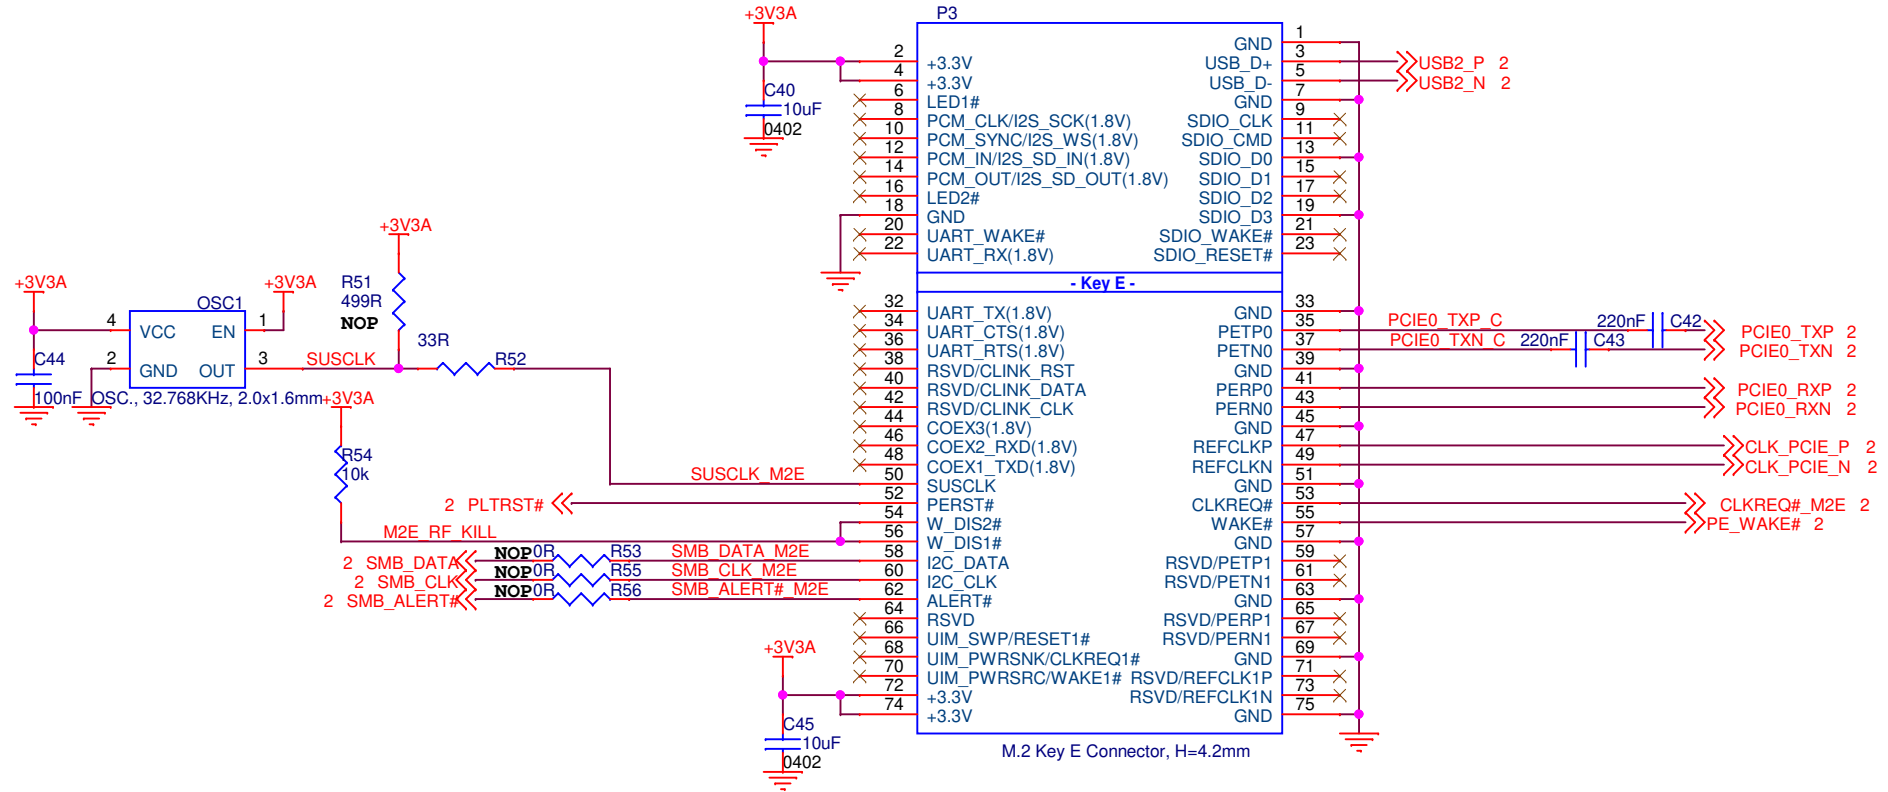 +3V3A
C40
10uF
0402
P3
2 +3.3V
4 +3.3V
6 LED1#
8 PCM_CLK/I2S_SCK(1.8V)
10 PCM_SYNC/I2S_WS(1.8V)
12 PCM_IN/I2S_SD_IN(1.8V)
14 PCM_OUT/I2S_SD_OUT(1.8V)
16 LED2#
18 GND
20 UART_WAKE#
22 UART_RX(1.8V)
GND 1
USB_D+ 3 USB2_P 2
USB_D- 5 USB2_N 2
GND 7
SDIO_CLK 9
SDIO_CMD 11
SDIO_D0 13
SDIO_D1 15
SDIO_D2 17
SDIO_D3 19
SDIO_WAKE# 21
SDIO_RESET# 23
- Key E -
+3V3A
R51
499R
NOP
+3V3A
+3V3A
OSC1
4 VCC EN 1
2 GND OUT 3
C44
100nF
OSC., 32.768KHz, 2.0x1.6mm
SUSCLK
33R
R52
+3V3A
R54
10k
SUSCLK_M2E
2 PLTRST#
M2E_RF_KILL
2 SMB_DATA NOP 0R R53 SMB_DATA_M2E
2 SMB_CLK NOP 0R R55 SMB_CLK_M2E
2 SMB_ALERT# NOP 0R R56 SMB_ALERT#_M2E
32 UART_TX(1.8V)
34 UART_CTS(1.8V)
36 UART_RTS(1.8V)
38 RSVD/CLINK_RST
40 RSVD/CLINK_DATA
42 RSVD/CLINK_CLK
44 COEX3(1.8V)
46 COEX2_RXD(1.8V)
48 COEX1_TXD(1.8V)
50 SUSCLK
52 PERST#
54 W_DIS2#
56 W_DIS1#
58 I2C_DATA
60 I2C_CLK
62 ALERT#
64 RSVD
66 UIM_SWP/RESET1#
68 UIM_PWRSNK/CLKREQ1#
70 UIM_PWRSRC/WAKE1#
72 +3.3V
74 +3.3V
GND 33
PETP0 35 PCIE0_TXP_C 220nF C42 PCIE0_TXP 2
PETN0 37 PCIE0_TXN_C 220nF C43 PCIE0_TXN 2
GND 39
PERP0 41 PCIE0_RXP 2
PERN0 43 PCIE0_RXN 2
GND 45
REFCLKP 47 CLK_PCIE_P 2
REFCLKN 49 CLK_PCIE_N 2
GND 51
CLKREQ# 53 CLKREQ#_M2E 2
WAKE# 55 PE_WAKE# 2
GND 57
RSVD/PETP1 59
RSVD/PETN1 61
GND 63
RSVD/PERP1 65
RSVD/PERN1 67
GND 69
RSVD/REFCLK1P 71
RSVD/REFCLK1N 73
GND 75
+3V3A
C45
10uF
0402
M.2 Key E Connector, H=4.2mm